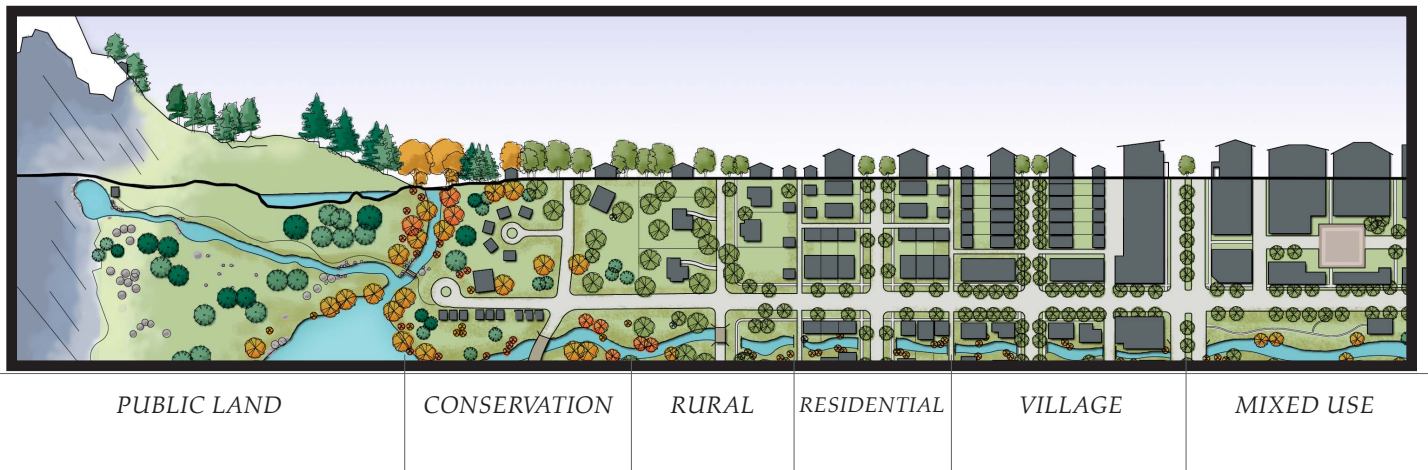 PUBLIC LAND
CONSERVATION
RURAL
RESIDENTIAL
VILLAGE
MIXED USE